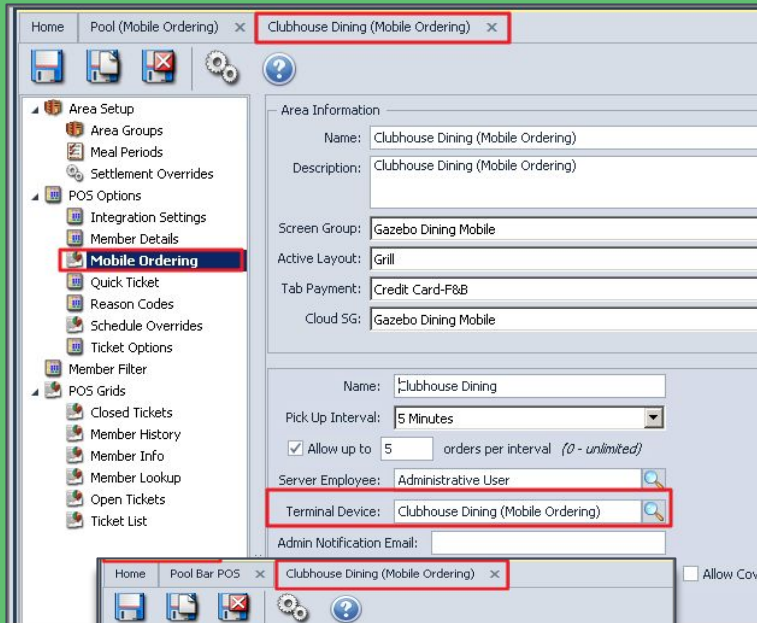 Home Pool (Mobile Ordering) × Clubhouse Dining (Mobile Ordering) ×
Area Setup
Area Groups
Meal Periods
Settlement Overrides
POS Options
Integration Settings
Member Details
Mobile Ordering
Quick Ticket
Reason Codes
Schedule Overrides
Ticket Options
Member Filter
POS Grids
Closed Tickets
Member History
Member Info
Member Lookup
Open Tickets
Ticket List
Area Information
Name: Clubhouse Dining (Mobile Ordering)
Description: Clubhouse Dining (Mobile Ordering)
Screen Group: Gazebo Dining Mobile
Active Layout: Grill
Tab Payment: Credit Card-F&B
Cloud SG: Gazebo Dining Mobile
Name: Clubhouse Dining
Pick Up Interval: 5 Minutes
Allow up to 5 orders per interval (0 - unlimited)
Server Employee: Administrative User
Terminal Device: Clubhouse Dining (Mobile Ordering)
Admin Notification Email:
Allow Cov
Home Pool Bar POS × Clubhouse Dining (Mobile Ordering) ×